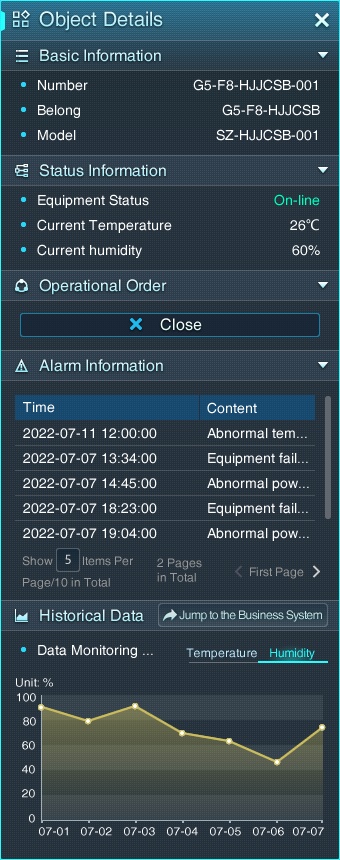 Object Details
Basic Information
Number G5-F8-HJJCSB-001
Belong G5-F8-HJJCSB
Model SZ-HJJCSB-001
Status Information
Equipment Status On-line
Current Temperature 26℃
Current humidity 60%
Operational Order
Close
Alarm Information
Time Content
2022-07-11 12:00:00 Abnormal tem...
2022-07-07 13:34:00 Equipment fail...
2022-07-07 14:45:00 Abnormal pow...
2022-07-07 18:23:00 Equipment fail...
2022-07-07 19:04:00 Abnormal pow...
Show 5 Items Per
Page/10 in Total
2 Pages
in Total
First Page
Historical Data Jump to the Business System
Data Monitoring ... Temperature Humidity
Unit: %
100
80
60
40
20
0
07-01 07-02 07-03 07-04 07-05 07-06 07-07